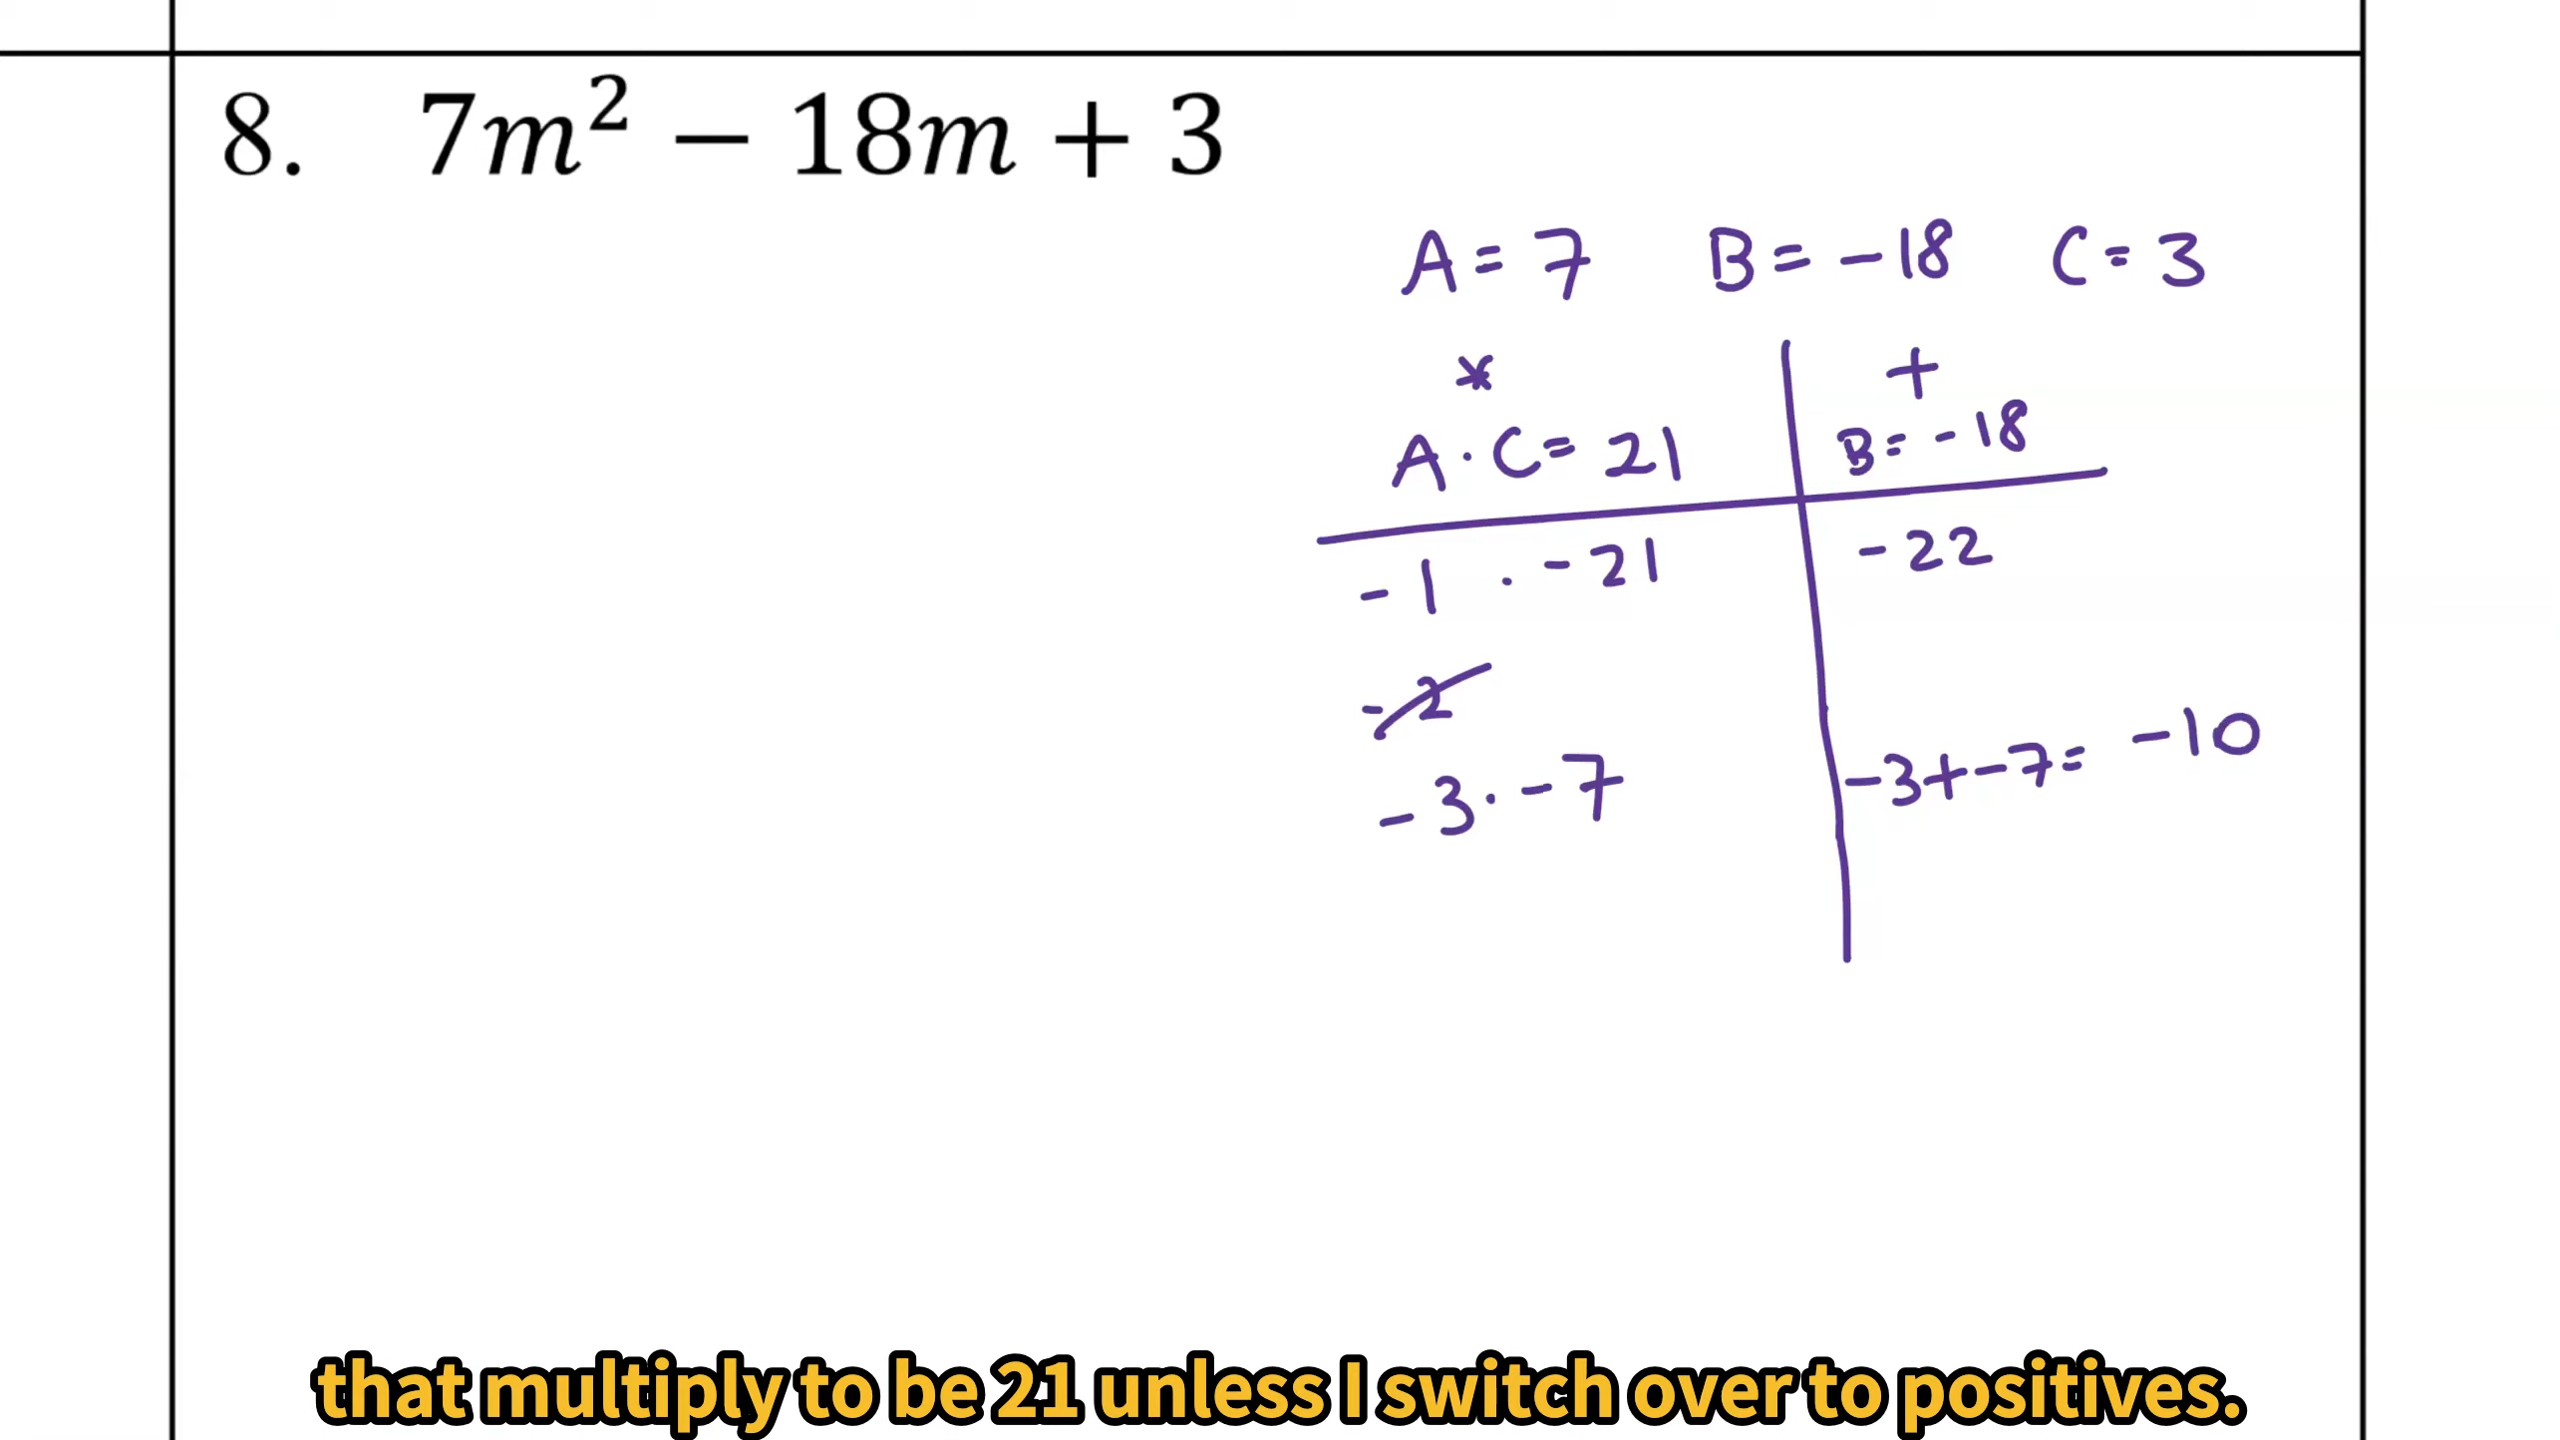 8. 7m² − 18m + 3
A = 7 B = -18 C = 3
* +
A · C = 21 B = -18
-1 · -21 -22
-2
-3 · -7 -3 + -7 = -10
that multiply to be 21 unless I switch over to positives.